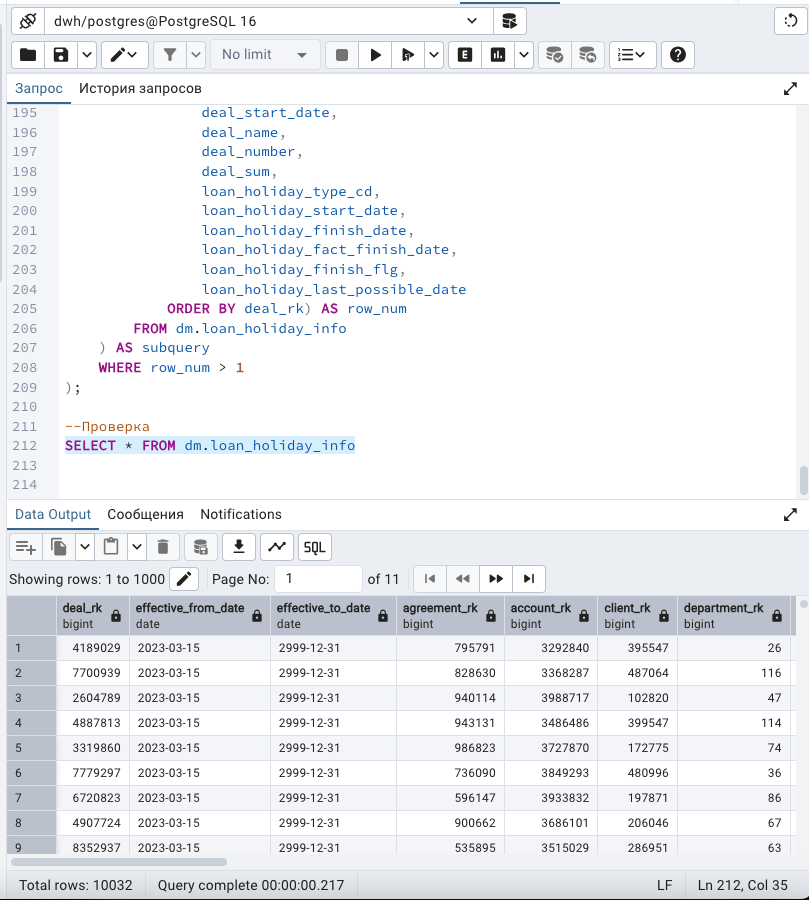 dwh/postgres@PostgreSQL 16
No limit
E
Запрос История запросов
195 deal_start_date,
196 deal_name,
197 deal_number,
198 deal_sum,
199 loan_holiday_type_cd,
200 loan_holiday_start_date,
201 loan_holiday_finish_date,
202 loan_holiday_fact_finish_date,
203 loan_holiday_finish_flg,
204 loan_holiday_last_possible_date
205 ORDER BY deal_rk) AS row_num
206 FROM dm.loan_holiday_info
207 ) AS subquery
208 WHERE row_num > 1
209 );
210
211 --Проверка
212 SELECT * FROM dm.loan_holiday_info
213
214
Data Output Сообщения Notifications
SQL
Showing rows: 1 to 1000 Page No: 1 of 11
deal_rk effective_from_date effective_to_date agreement_rk account_rk client_rk department_rk
bigint date date bigint bigint bigint bigint
1 4189029 2023-03-15 2999-12-31 795791 3292840 395547 26
2 7700939 2023-03-15 2999-12-31 828630 3368287 487064 116
3 2604789 2023-03-15 2999-12-31 940114 3988717 102820 47
4 4887813 2023-03-15 2999-12-31 943131 3486486 399547 114
5 3319860 2023-03-15 2999-12-31 986823 3727870 172775 74
6 7779297 2023-03-15 2999-12-31 736090 3849293 480996 36
7 6720823 2023-03-15 2999-12-31 596147 3933832 197871 86
8 4907724 2023-03-15 2999-12-31 900662 3686101 206046 67
9 8352937 2023-03-15 2999-12-31 535895 3515029 286951 63
Total rows: 10032 Query complete 00:00:00.217 LF Ln 212, Col 35